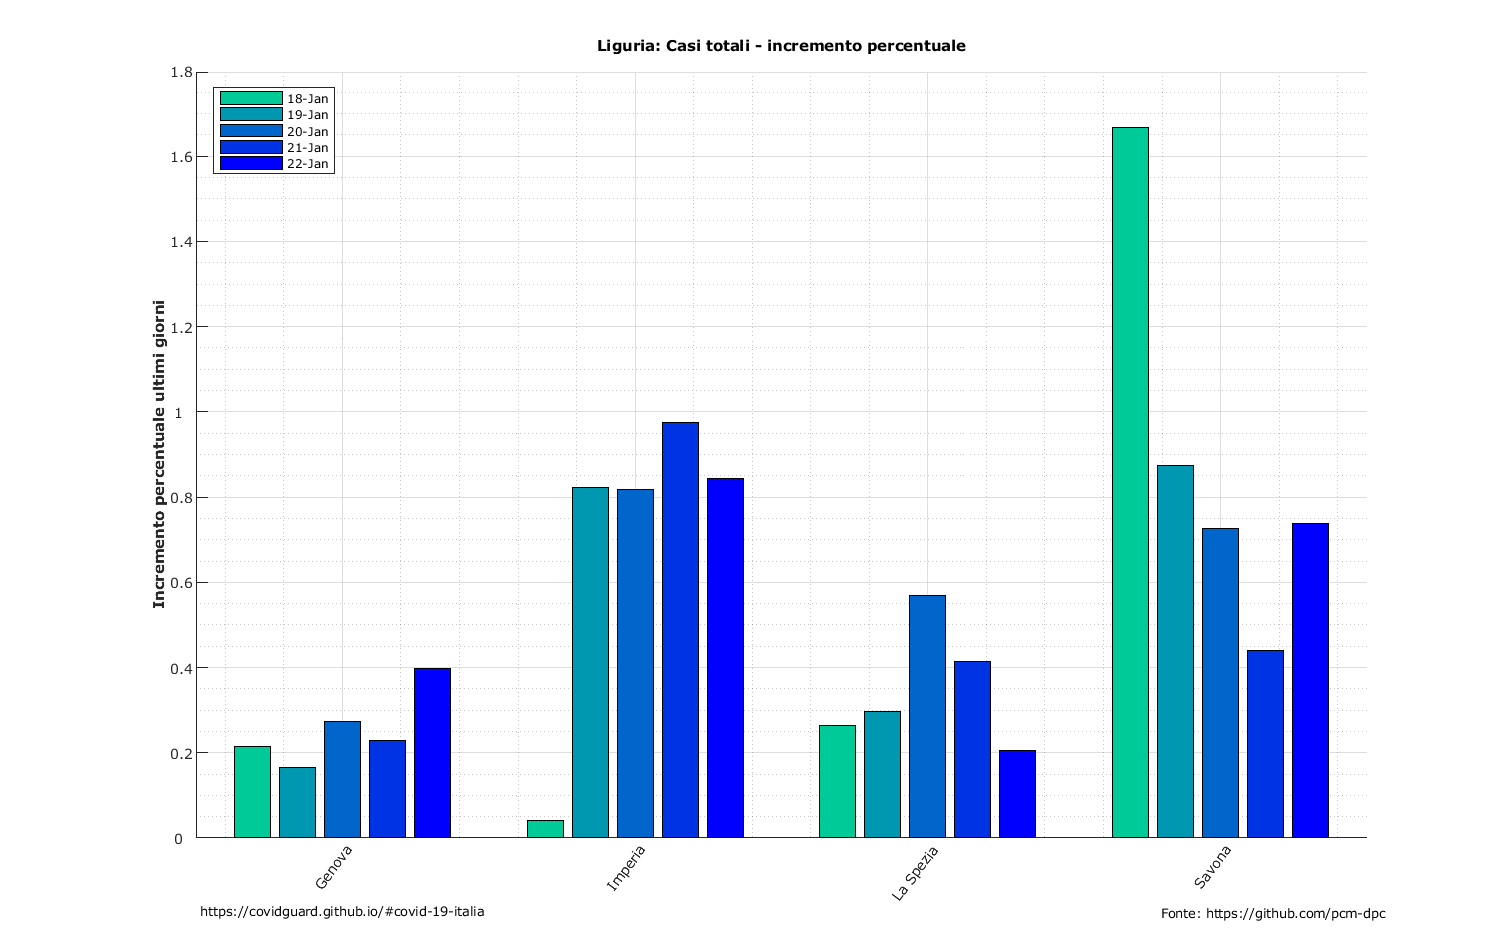 Liguria: Casi totali - incremento percentuale
1.8
1.6
1.4
1.2
1
0.8
0.6
0.4
0.2
0
Incremento percentuale ultimi giorni
18-Jan
19-Jan
20-Jan
21-Jan
22-Jan
Genova
Imperia
La Spezia
Savona
https://covidguard.github.io/#covid-19-italia
Fonte: https://github.com/pcm-dpc